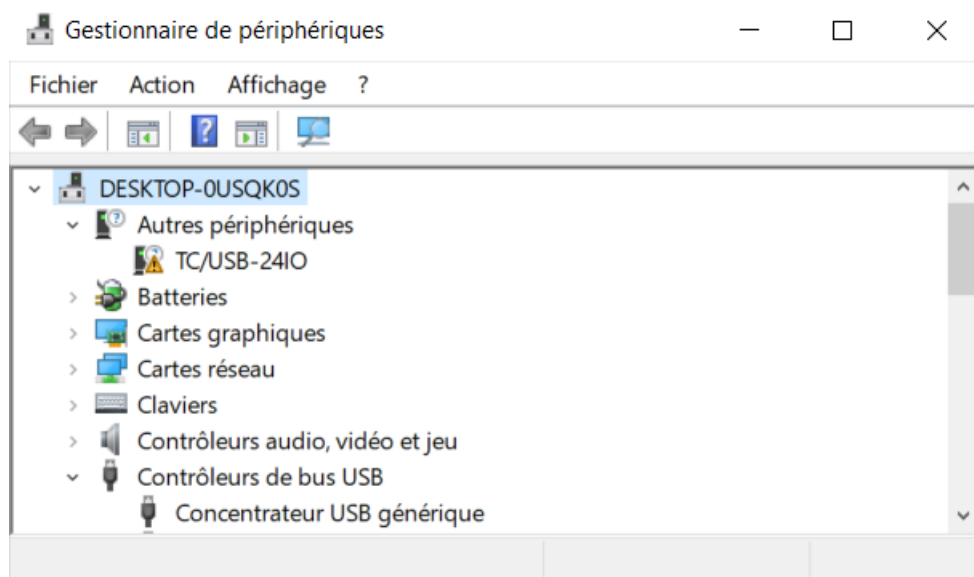 Gestionnaire de périphériques
Fichier Action Affichage ?
DESKTOP-0USQK0S
Autres périphériques
TC/USB-24IO
Batteries
Cartes graphiques
Cartes réseau
Claviers
Contrôleurs audio, vidéo et jeu
Contrôleurs de bus USB
Concentrateur USB générique